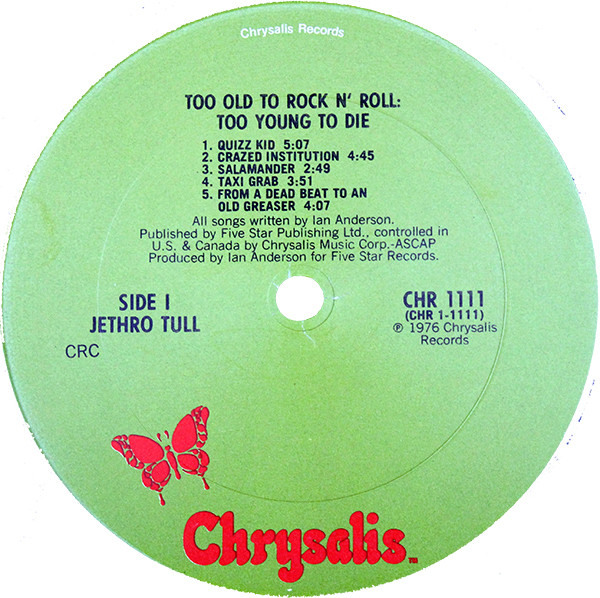 Chrysalis Records
TOO OLD TO ROCK N' ROLL:
TOO YOUNG TO DIE
1. QUIZZ KID 5:07
2. CRAZED INSTITUTION 4:45
3. SALAMANDER 2:49
4. TAXI GRAB 3:51
5. FROM A DEAD BEAT TO AN
OLD GREASER 4:07
All songs written by Ian Anderson.
Published by Five Star Publishing Ltd., controlled in
U.S. & Canada by Chrysalis Music Corp.-ASCAP
Produced by Ian Anderson for Five Star Records.
SIDE I
JETHRO TULL
CRC
CHR 1111
(CHR 1-1111)
℗ 1976 Chrysalis
Records
Chrysalis TM